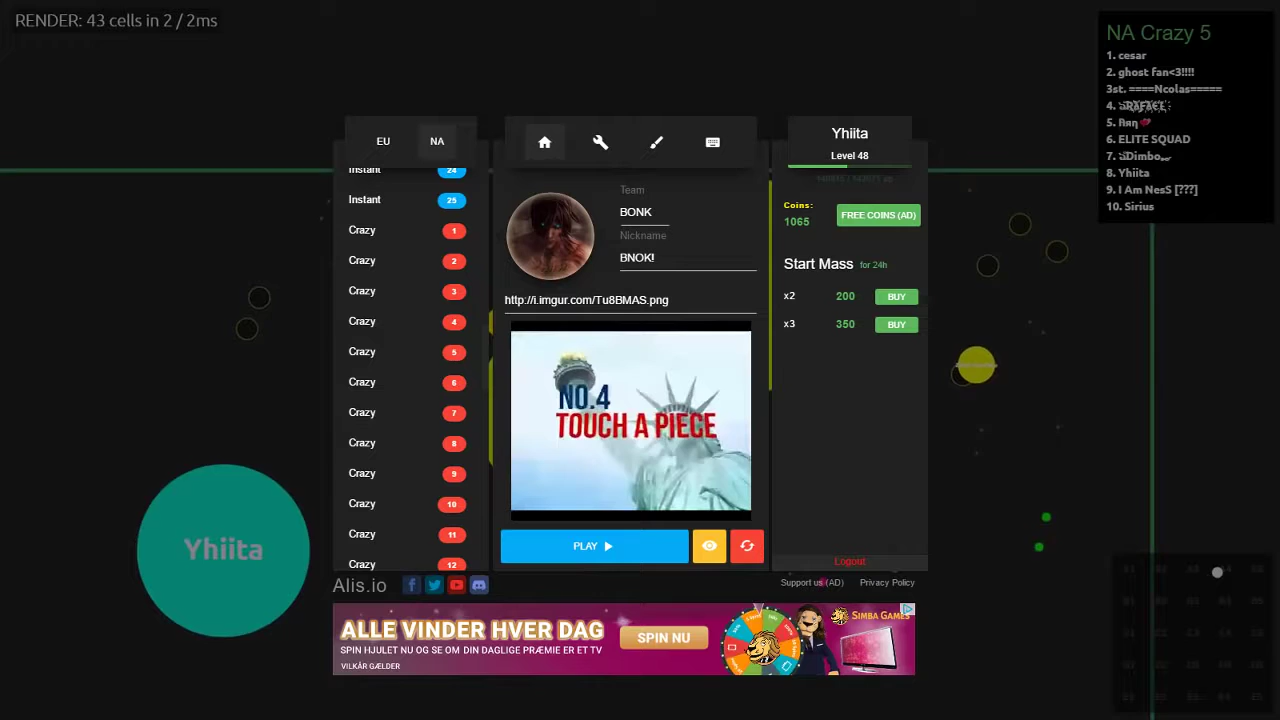 RENDER: 43 cells in 2 / 2ms
NA Crazy 5
1. cesar
2. ghost fan<3!!!!
3st. ====Ncolas=====
4.
5.
6. ELITE SQUAD
7.
8. Yhiita
9. I Am NesS [???]
10. Sirius
EU NA
Instant 24
Instant 25
Crazy 1
Crazy 2
Crazy 3
Crazy 4
Crazy 5
Crazy 6
Crazy 7
Crazy 8
Crazy 9
Crazy 10
Crazy 11
Crazy 12
Team
BONK
Nickname
BNOK!
http://i.imgur.com/Tu8BMAS.png
NO.4
TOUCH A PIECE
PLAY
Yhiita
Level 48
Coins:
1065
FREE COINS (AD)
Start Mass for 24h
x2 200 BUY
x3 350 BUY
Logout
Alis.io
Support us (AD) Privacy Policy
Yhiita
ALLE VINDER HVER DAG
SPIN HJULET NU OG SE OM DIN DAGLIGE PRÆMIE ER ET TV
VILKÅR GÆLDER
SPIN NU
SIMBA GAMES